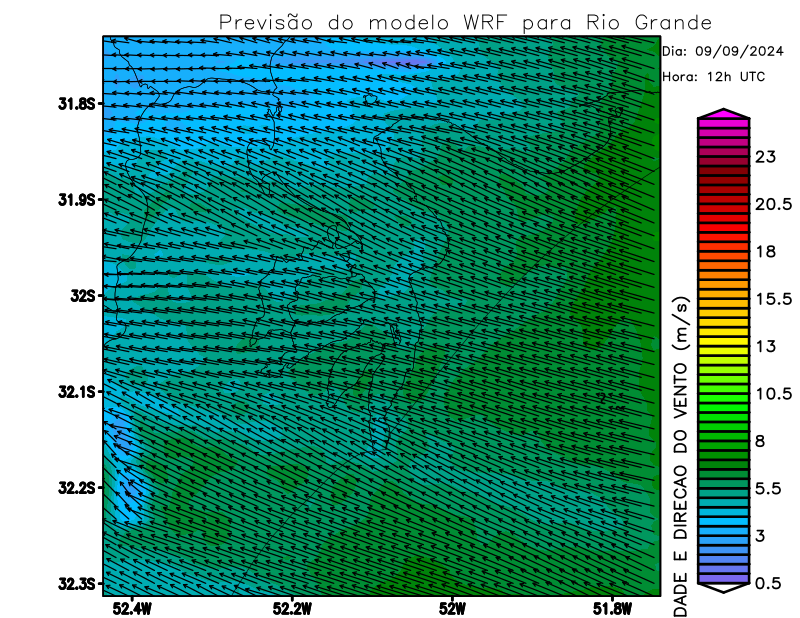 Previsão do modelo WRF para Rio Grande
Dia: 09/09/2024
Hora: 12h UTC
31.8S
31.9S
32S
32.1S
32.2S
32.3S
52.4W
52.2W
52W
51.8W
23
20.5
18
15.5
13
10.5
8
5.5
3
0.5
DADE E DIRECAO DO VENTO (m/s)